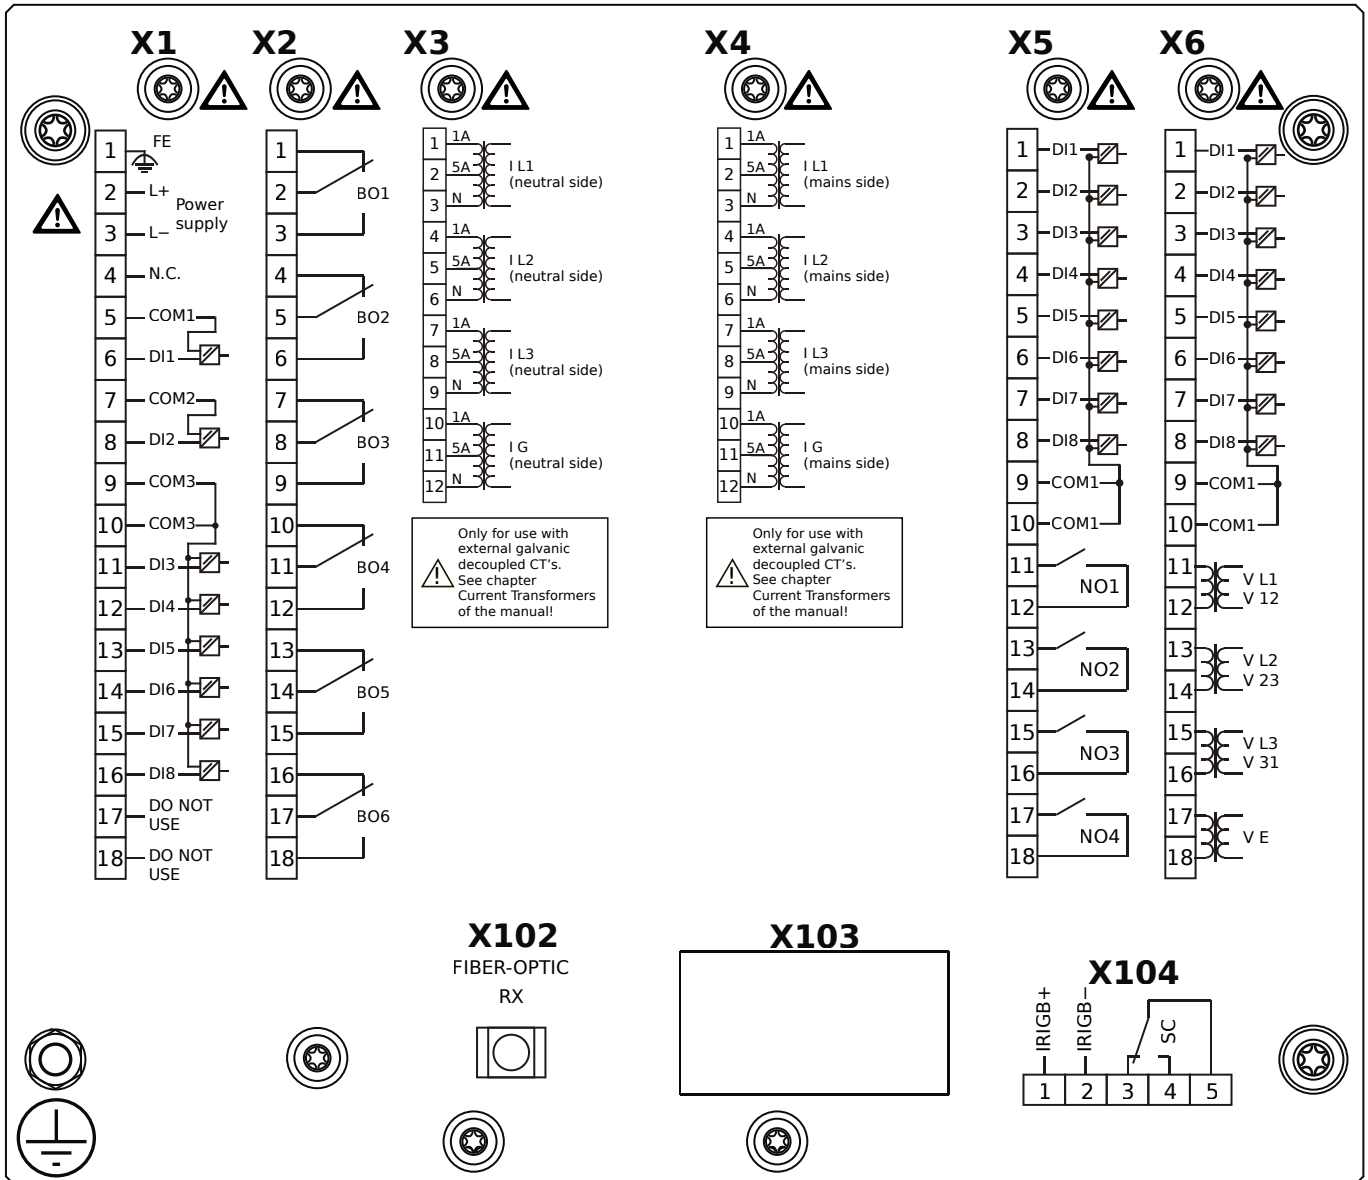 X1
1
FE
2
L+
Power
supply
3
L−
4
N.C.
5
COM1
6
DI1
7
COM2
8
DI2
9
COM3
10
COM3
11
DI3
12
DI4
13
DI5
14
DI6
15
DI7
16
DI8
17
DO NOT
USE
18
DO NOT
USE
X2
1
2
BO1
3
4
5
BO2
6
7
8
BO3
9
10
11
BO4
12
13
14
BO5
15
16
17
BO6
18
X3
1
1A
2
5A
3
N
I L1
(neutral side)
4
1A
5
5A
6
N
I L2
(neutral side)
7
1A
8
5A
9
N
I L3
(neutral side)
10
1A
11
5A
12
N
I G
(neutral side)
Only for use with
external galvanic
decoupled CT's.
See chapter
Current Transformers
of the manual!
X4
1
1A
2
5A
3
N
I L1
(mains side)
4
1A
5
5A
6
N
I L2
(mains side)
7
1A
8
5A
9
N
I L3
(mains side)
10
1A
11
5A
12
N
I G
(mains side)
Only for use with
external galvanic
decoupled CT's.
See chapter
Current Transformers
of the manual!
X5
1
DI1
2
DI2
3
DI3
4
DI4
5
DI5
6
DI6
7
DI7
8
DI8
9
COM1
10
COM1
11
NO1
12
13
NO2
14
15
NO3
16
17
NO4
18
X6
1
DI1
2
DI2
3
DI3
4
DI4
5
DI5
6
DI6
7
DI7
8
DI8
9
COM1
10
COM1
11
V L1
V 12
12
13
V L2
V 23
14
15
V L3
V 31
16
17
V E
18
X102
FIBER-OPTIC
RX
X103
X104
IRIGB+
IRIGB−
SC
1 2 3 4 5